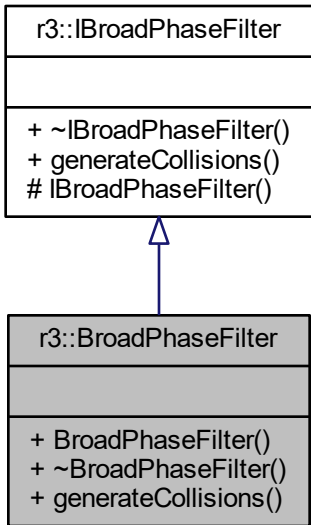 r3::IBroadPhaseFilter
+ ~IBroadPhaseFilter()
+ generateCollisions()
# IBroadPhaseFilter()
r3::BroadPhaseFilter
+ BroadPhaseFilter()
+ ~BroadPhaseFilter()
+ generateCollisions()